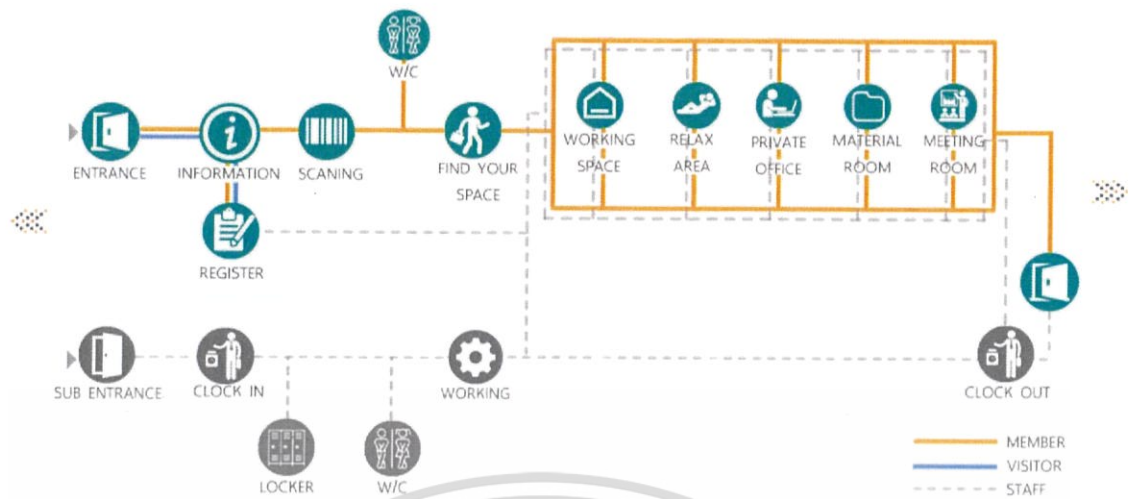 W/C
ENTRANCE
INFORMATION
SCANING
FIND YOUR
SPACE
WORKING
SPACE
RELAX
AREA
PRIVATE
OFFICE
MATERIAL
ROOM
MEETING
ROOM
REGISTER
SUB ENTRANCE
CLOCK IN
WORKING
CLOCK OUT
LOCKER
W/C
MEMBER
VISITOR
STAFF